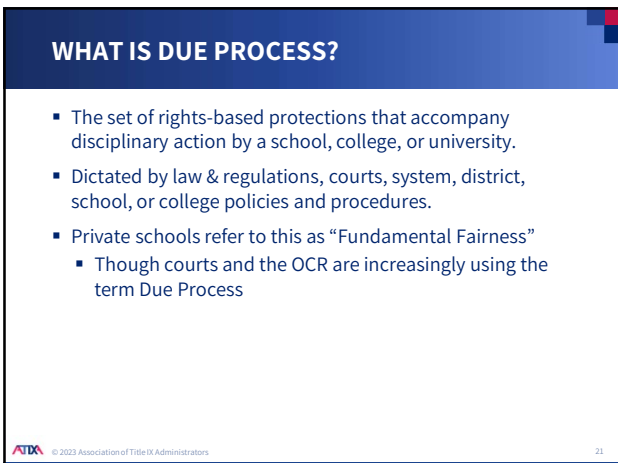 WHAT IS DUE PROCESS?
▪ The set of rights-based protections that accompany
disciplinary action by a school, college, or university.
▪ Dictated by law & regulations, courts, system, district,
school, or college policies and procedures.
▪ Private schools refer to this as “Fundamental Fairness”
▪ Though courts and the OCR are increasingly using the
term Due Process
ATIXA © 2023 Association of Title IX Administrators
21